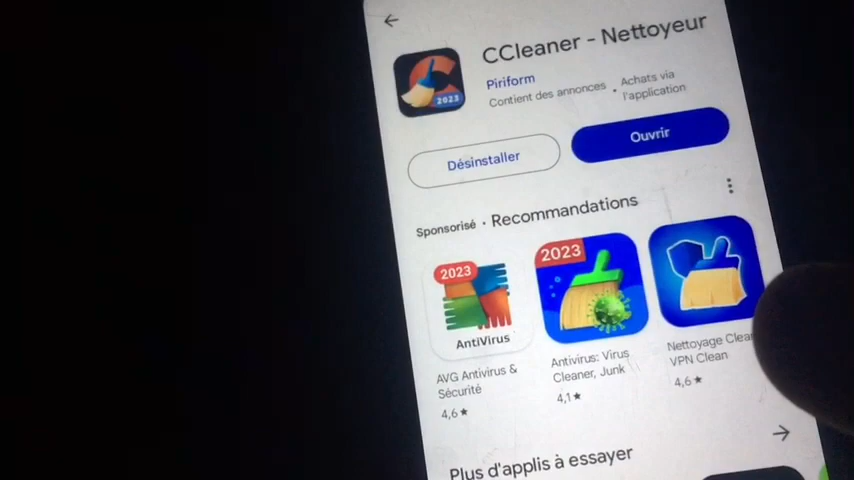 CCleaner - Nettoyeur
Piriform
Contient des annonces • Achats via
l'application
2023
Désinstaller
Ouvrir
Sponsorisé • Recommandations
2023
AntiVirus
2023
AVG Antivirus &
Sécurité
4,6★
Antivirus: Virus
Cleaner, Junk
4,1★
Nettoyage
VPN Clean
4,6★
Plus d'applis à essayer